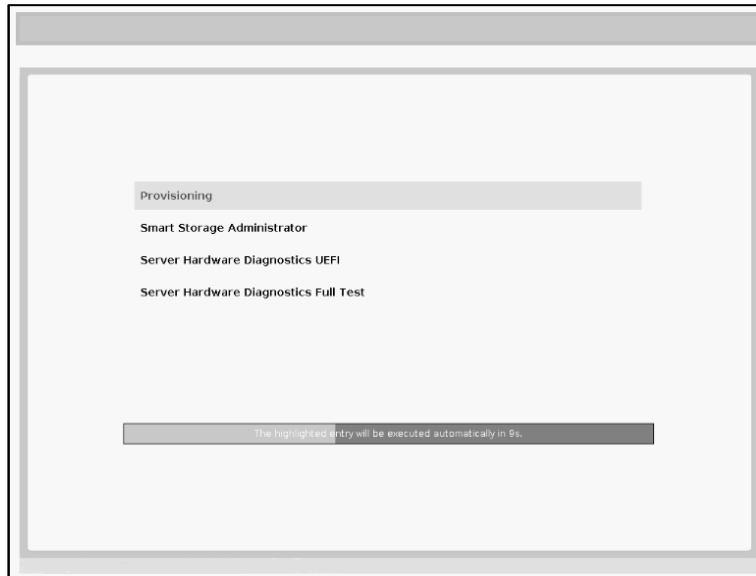 Provisioning
Smart Storage Administrator
Server Hardware Diagnostics UEFI
Server Hardware Diagnostics Full Test
The highlighted entry will be executed automatically in 9s.